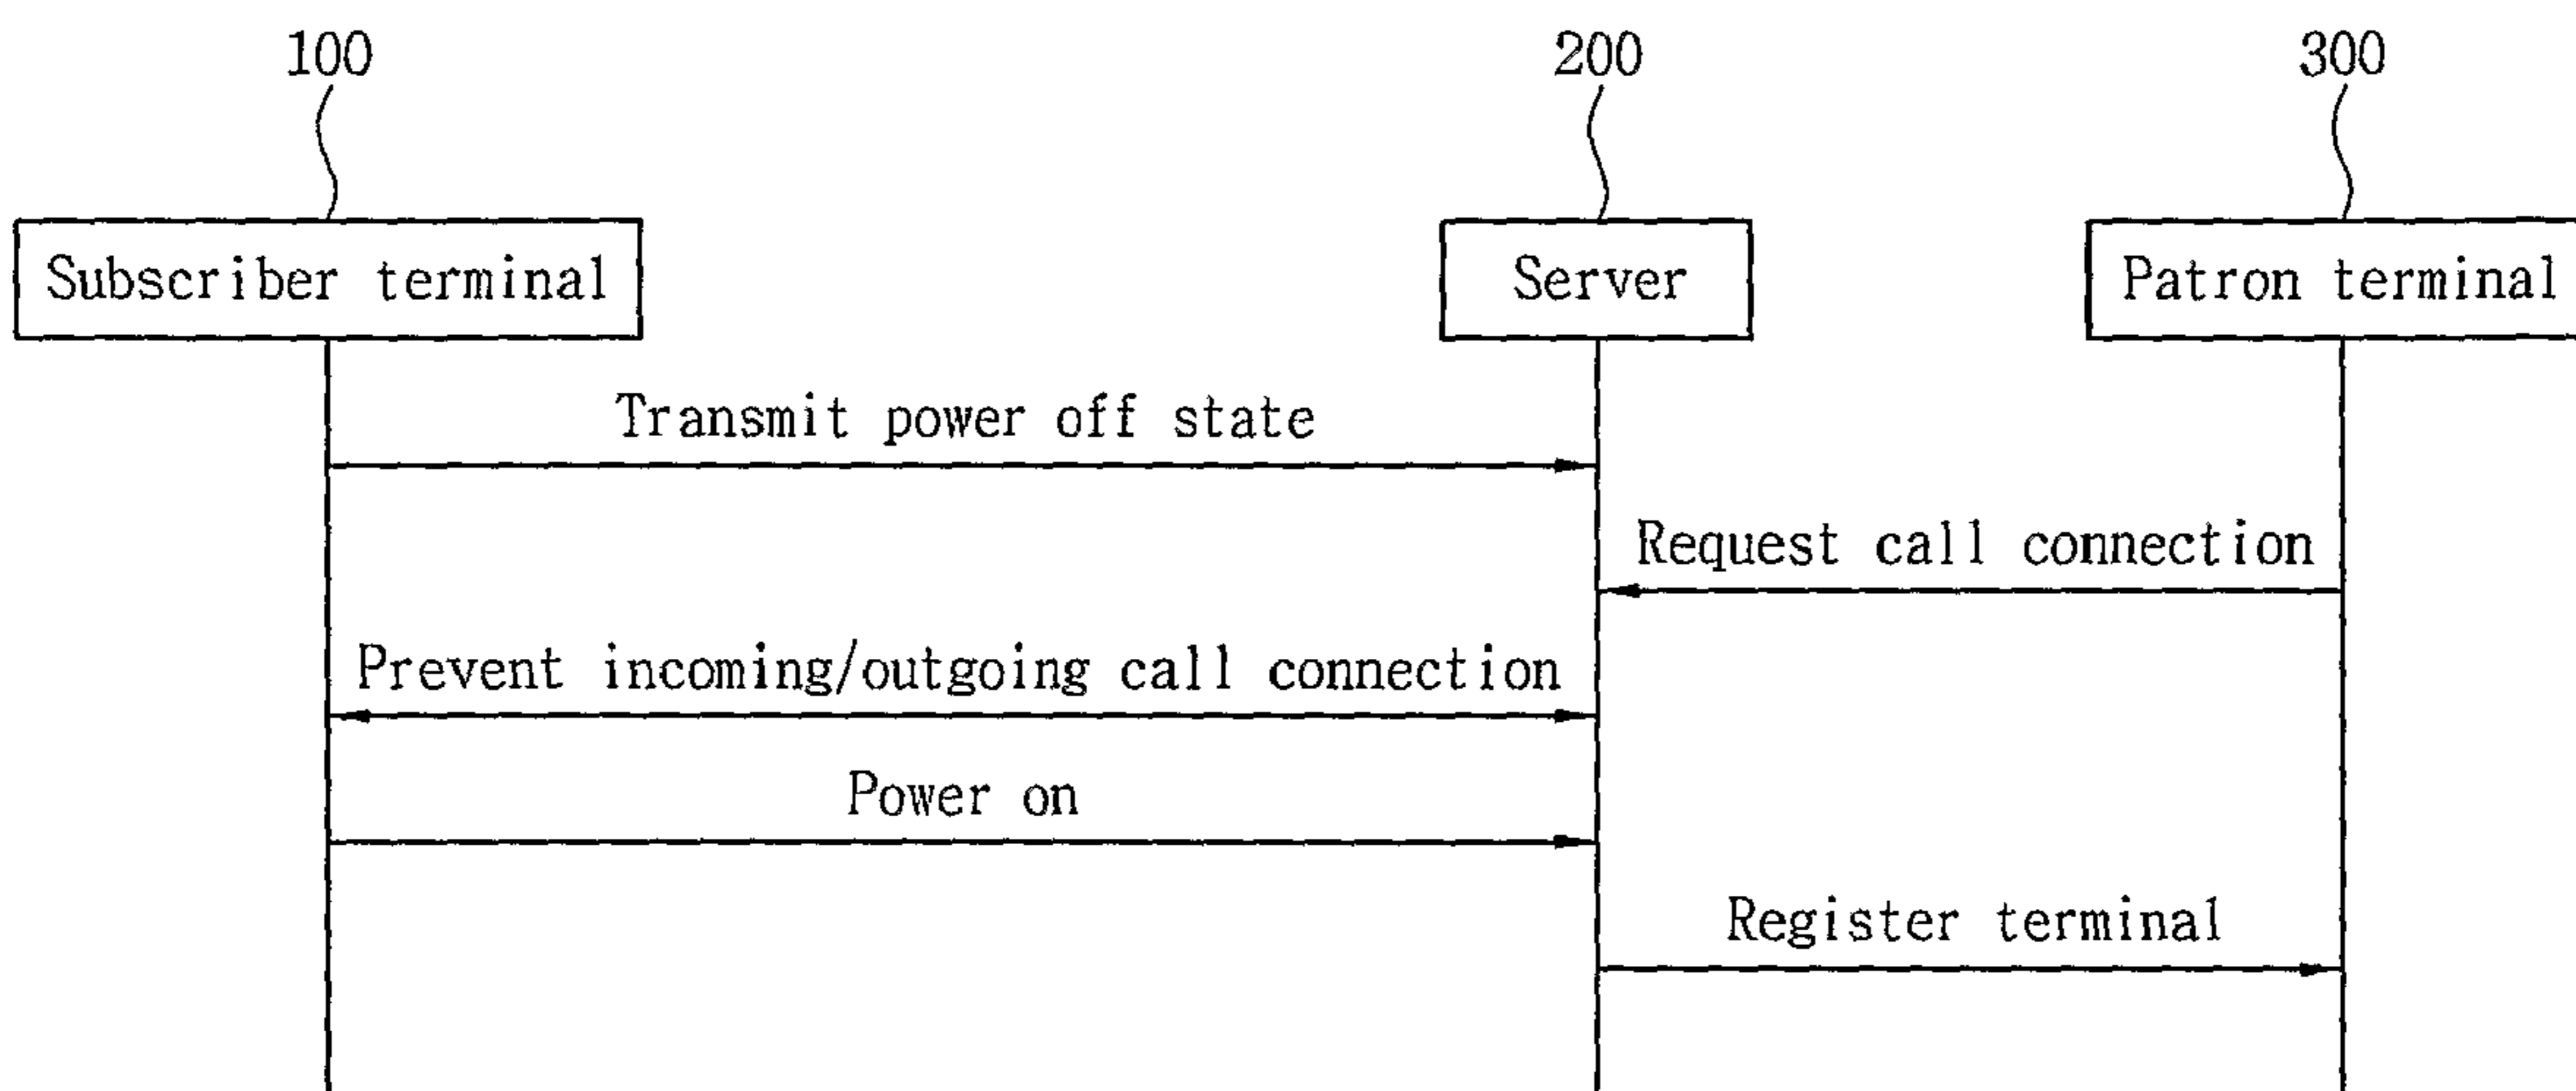 100
200
300
Subscriber terminal
Server
Patron terminal
Transmit power off state
Request call connection
Prevent incoming/outgoing call connection
Power on
Register terminal